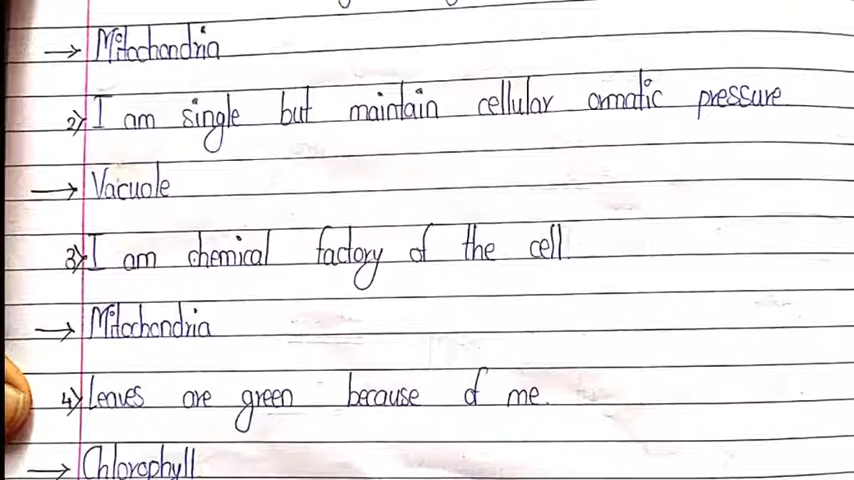 → Mitochondria
2) I am single but maintain cellular osmatic pressure
→ Vacuole
3) I am chemical factory of the cell
→ Mitochondria
4) Leaves are green because of me.
→ Chlorophyll